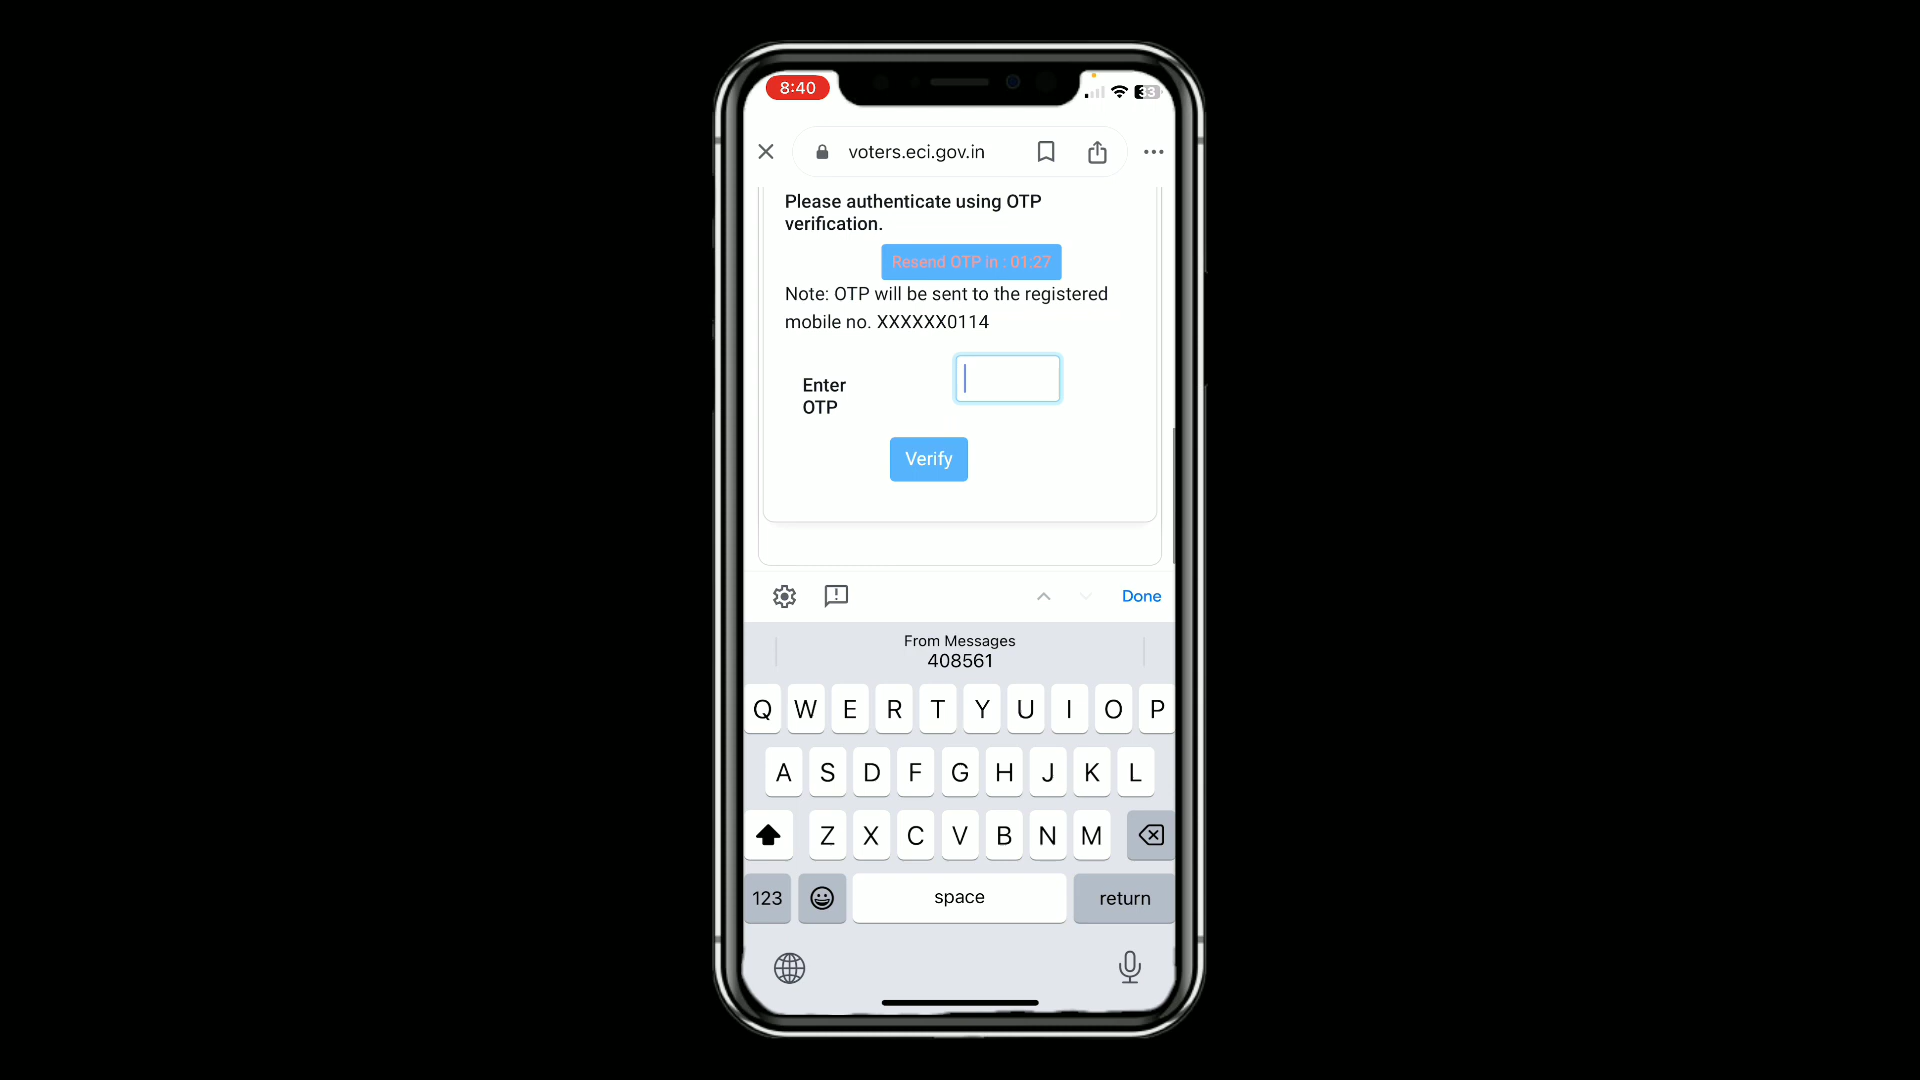 8:40
33
voters.eci.gov.in
Please authenticate using OTP
verification.
Resend OTP in : 01:27
Note: OTP will be sent to the registered
mobile no. XXXXXX0114
Enter
OTP
Verify
Done
From Messages
408561
Q W E R T Y U I O P
A S D F G H J K L
Z X C V B N M
123 space return